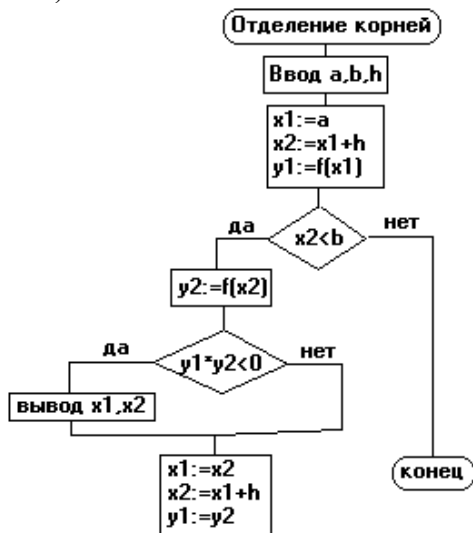 Отделение корней
Ввод a,b,h
x1:=a
x2:=x1+h
y1:=f(x1)
да
x2<b
нет
y2:=f(x2)
да
y1*y2<0
нет
вывод x1,x2
x1:=x2
x2:=x1+h
y1:=y2
конец